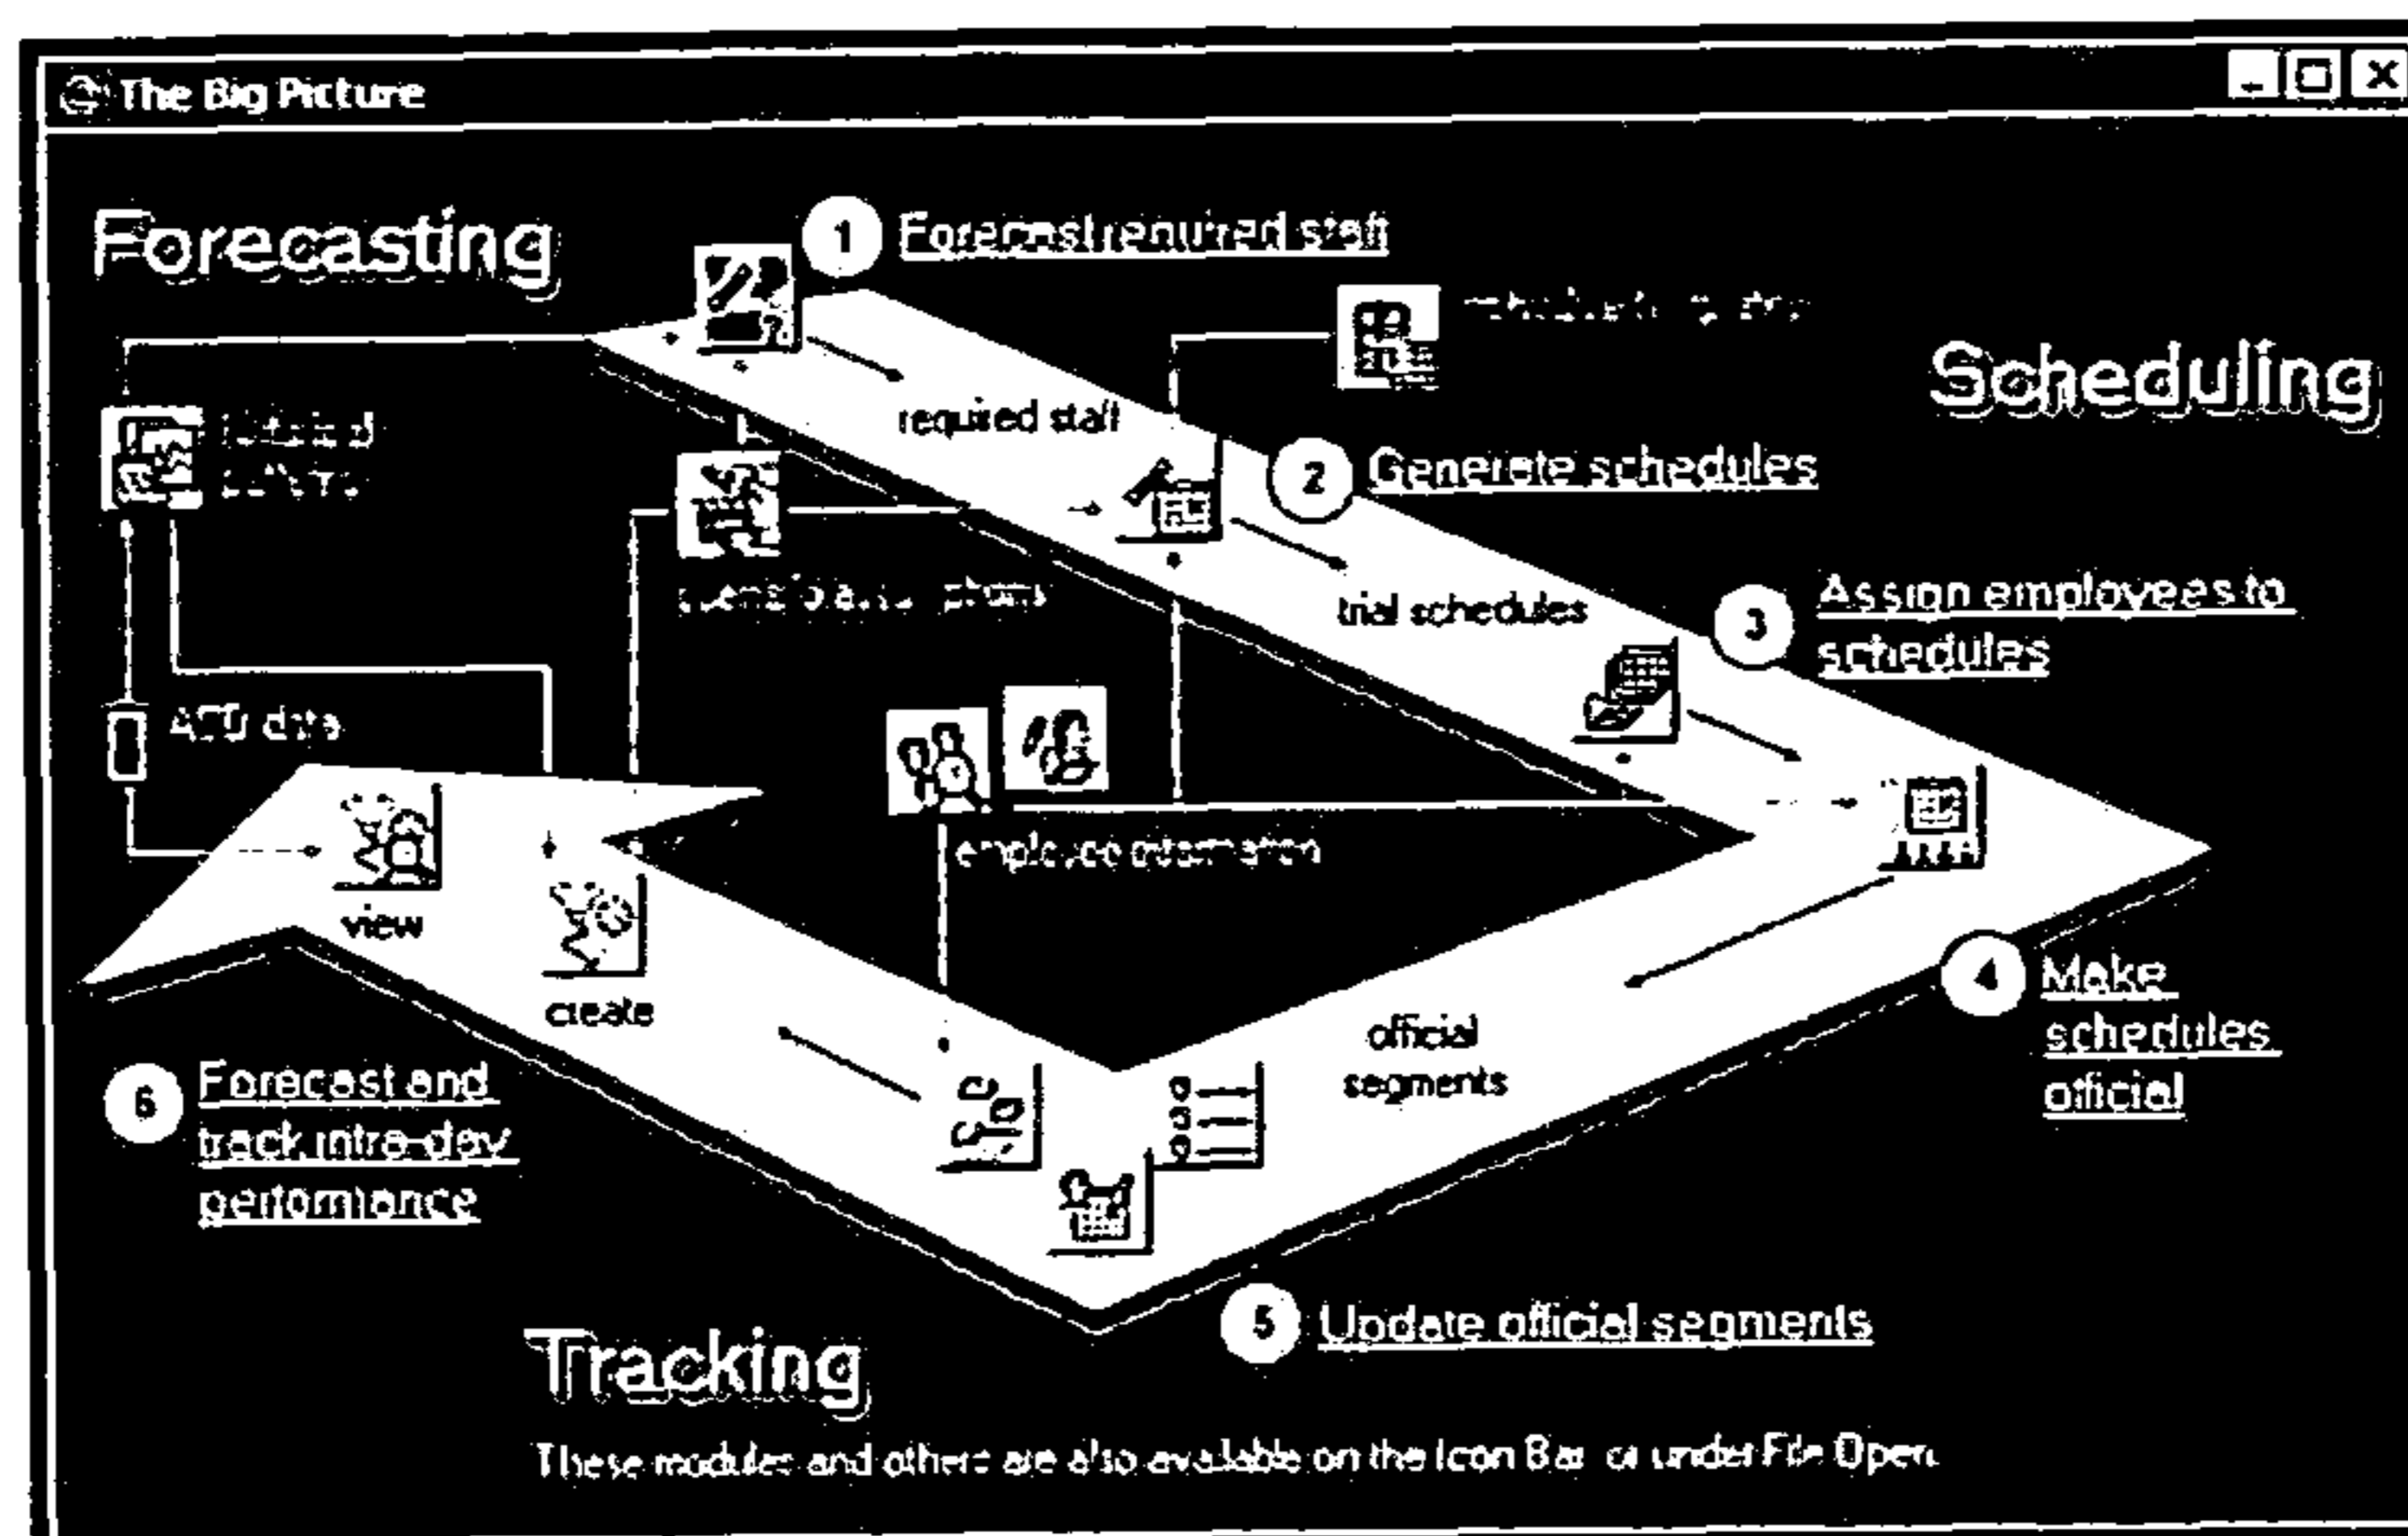 The Big Picture
Forecasting
1 Forecast required staff
Scheduling
required staff
2 Generate schedules
trial schedules
3 Assign employees to
schedules
ACD data
employee information
view
create
official
segments
4 Make
schedules
official
6 Forecast and
track intra-day
performance
5 Update official segments
Tracking
These modules and others are also available on the Icon Bar or under File Open.